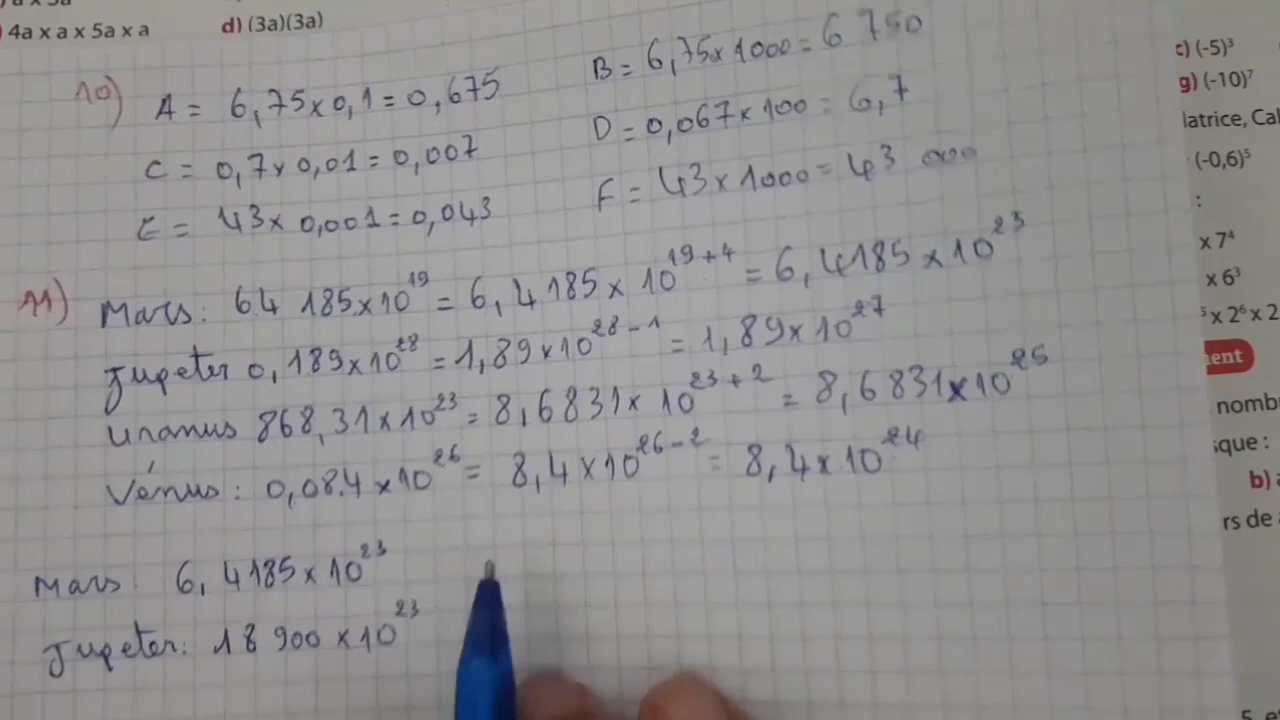 4a x a x 5a x a d) (3a)(3a)
10) A = 6,75 x 0,1 = 0,675 B = 6,75 x 1000 = 6 750
C = 0,7 x 0,01 = 0,007 D = 0,067 x 100 = 6,7
E = 43 x 0,001 = 0,043 F = 43 x 1000 = 43 000
11) Mars: 64 185 x 10¹⁹ = 6,4185 x 10¹⁹⁺⁴ = 6,4185 x 10²³
Jupeter 0,189 x 10²⁸ = 1,89 x 10²⁸⁻¹ = 1,89 x 10²⁷
Uranus 868,31 x 10²³ = 8,6831 x 10²³⁺² = 8,6831 x 10²⁵
Vénus: 0,084 x 10²⁶ = 8,4 x 10²⁶⁻² = 8,4 x 10²⁴
Mars: 6,4185 x 10²³
Jupeter: 18 900 x 10²³
c) (-5)³
g) (-10)⁷
latrice, Cal
(-0,6)⁵
:
x 7⁴
x 6³
x 2⁶ x 2
nomb
que :
b)
rs de